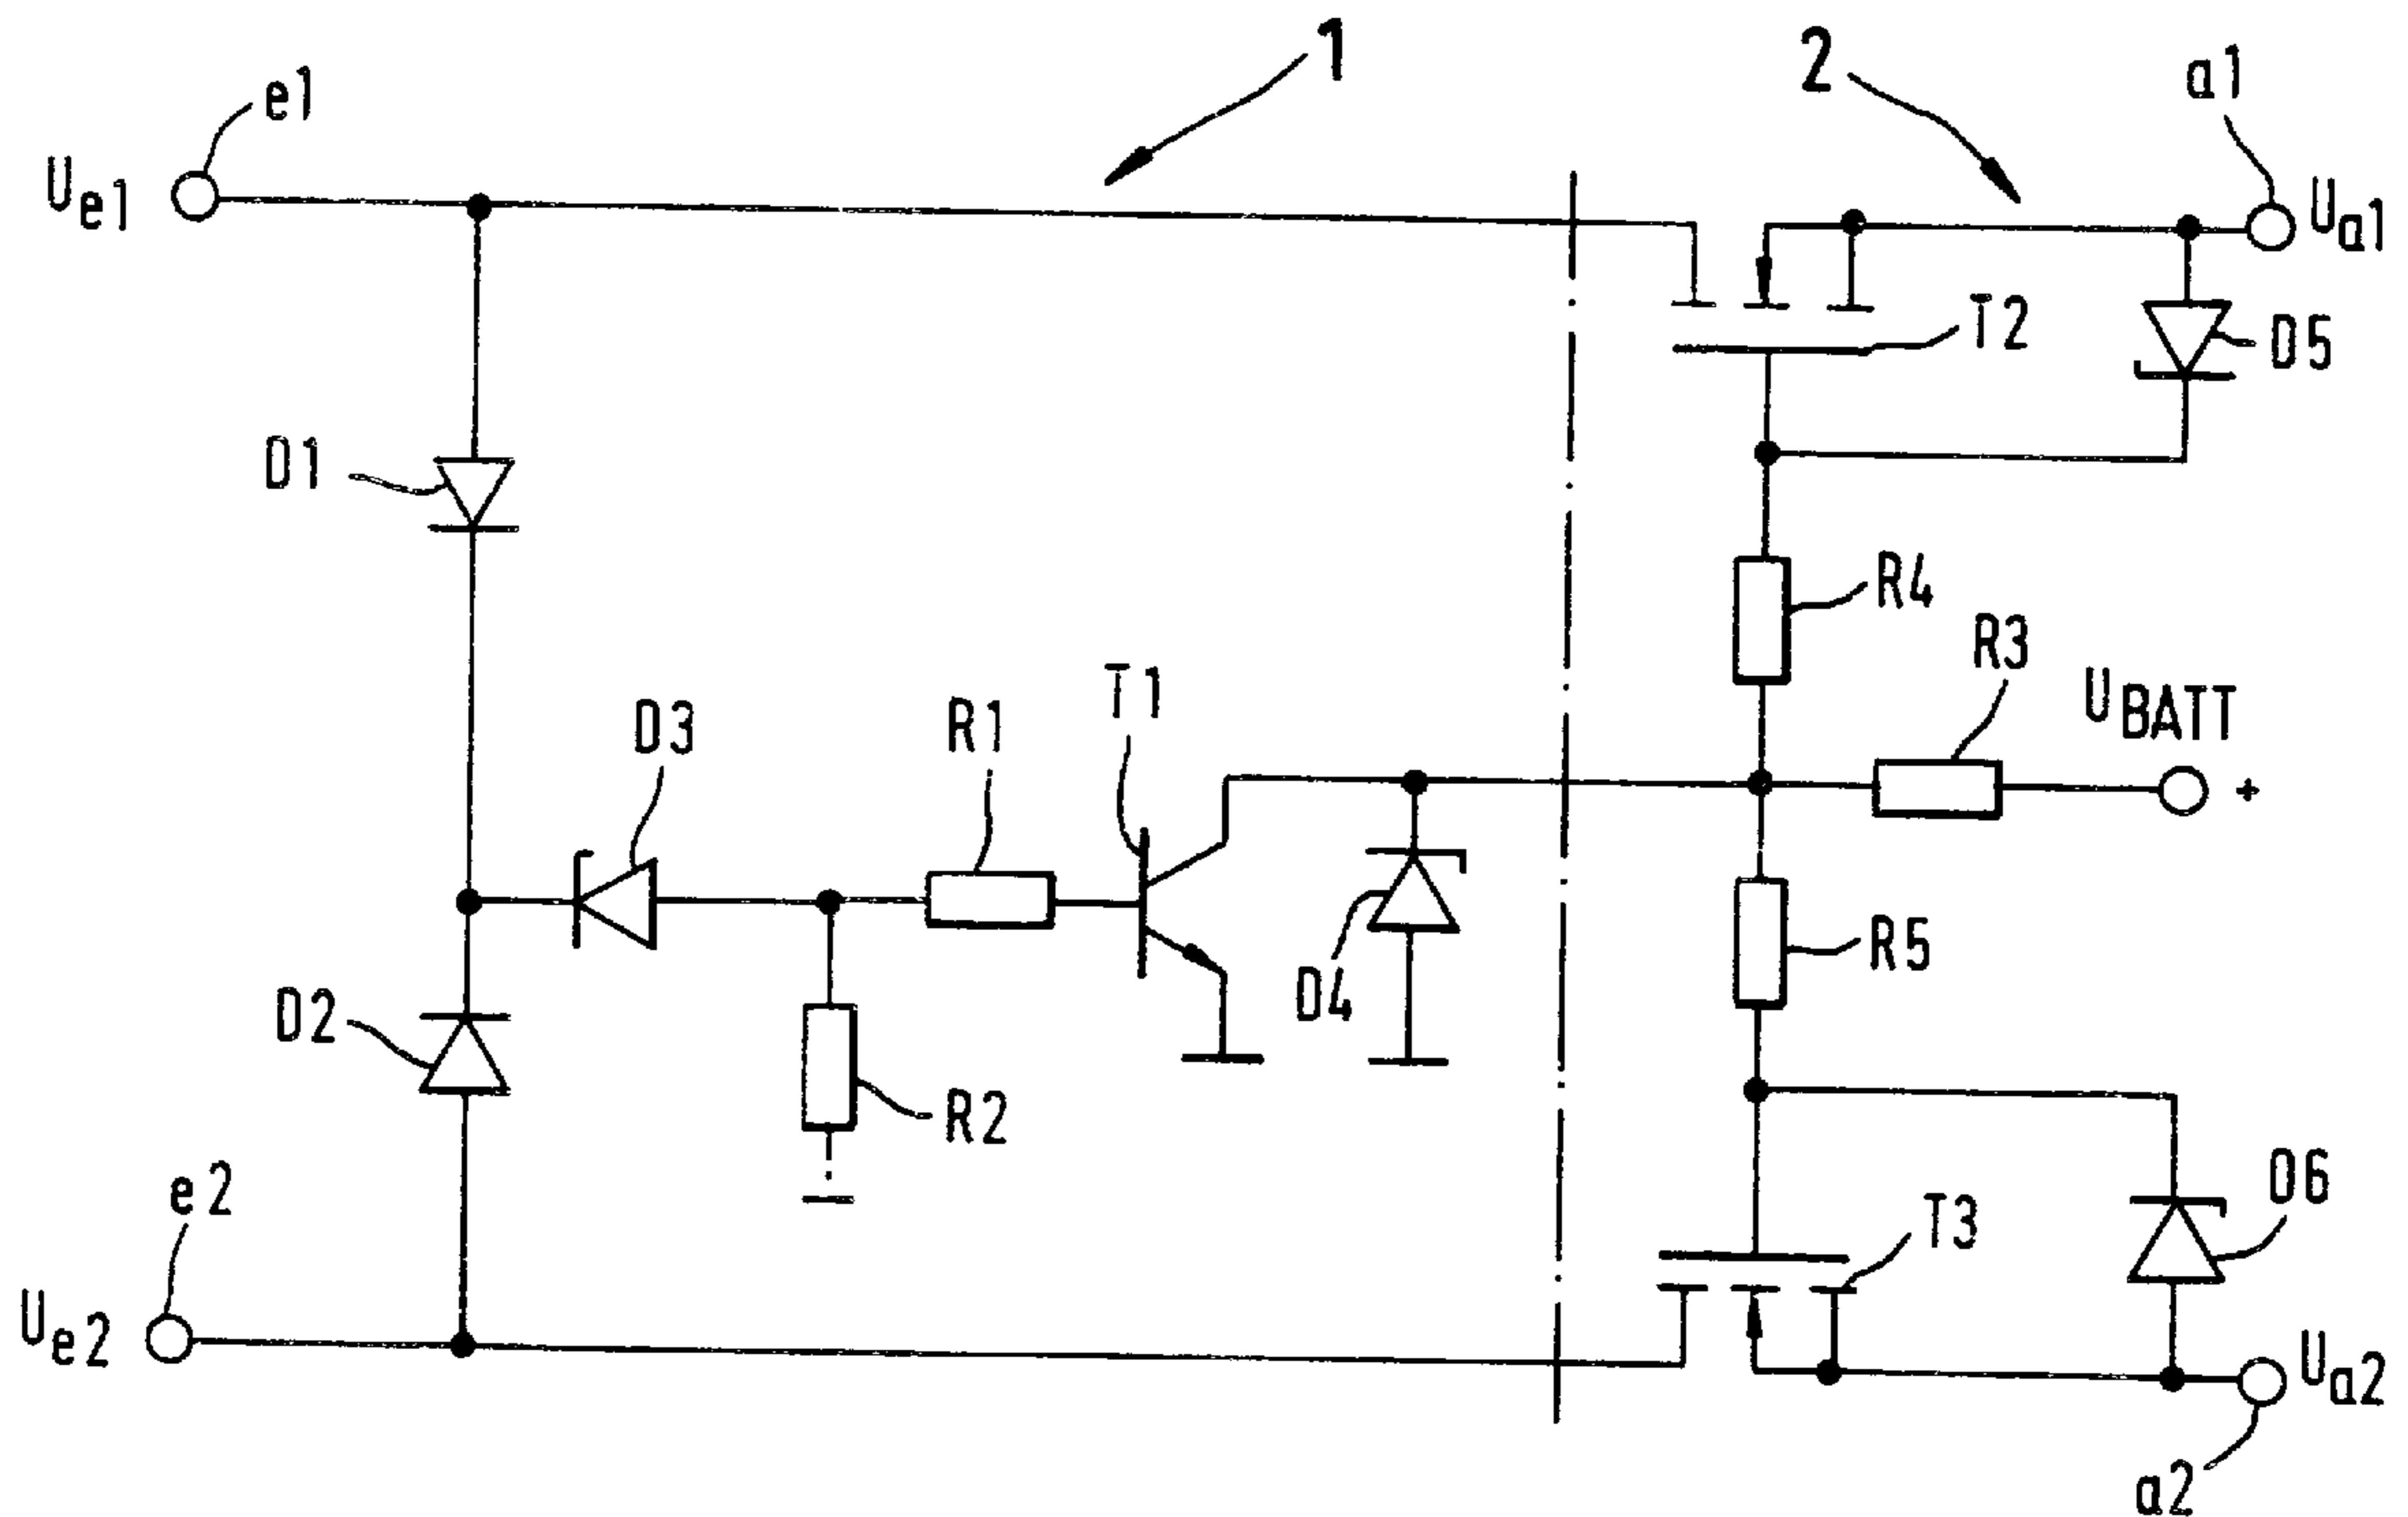 1
2
e1
a1
Ue1
Ua1
T2
D5
D1
R4
R3
T1
UBATT
D3
R1
+
R5
D4
D2
R2
e2
D6
T3
Ue2
Ua2
a2